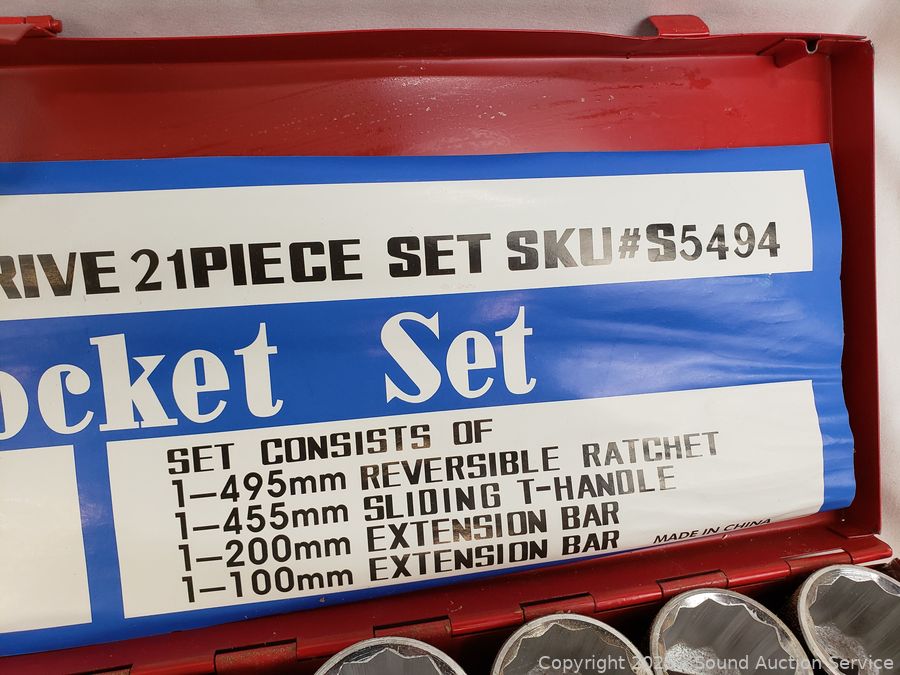 RIVE 21PIECE SET SKU#S5494
ocket Set
SET CONSISTS OF
1–495mm REVERSIBLE RATCHET
1–455mm SLIDING T–HANDLE
1–200mm EXTENSION BAR
1–100mm EXTENSION BAR
MADE IN CHINA
Sound Auction Service